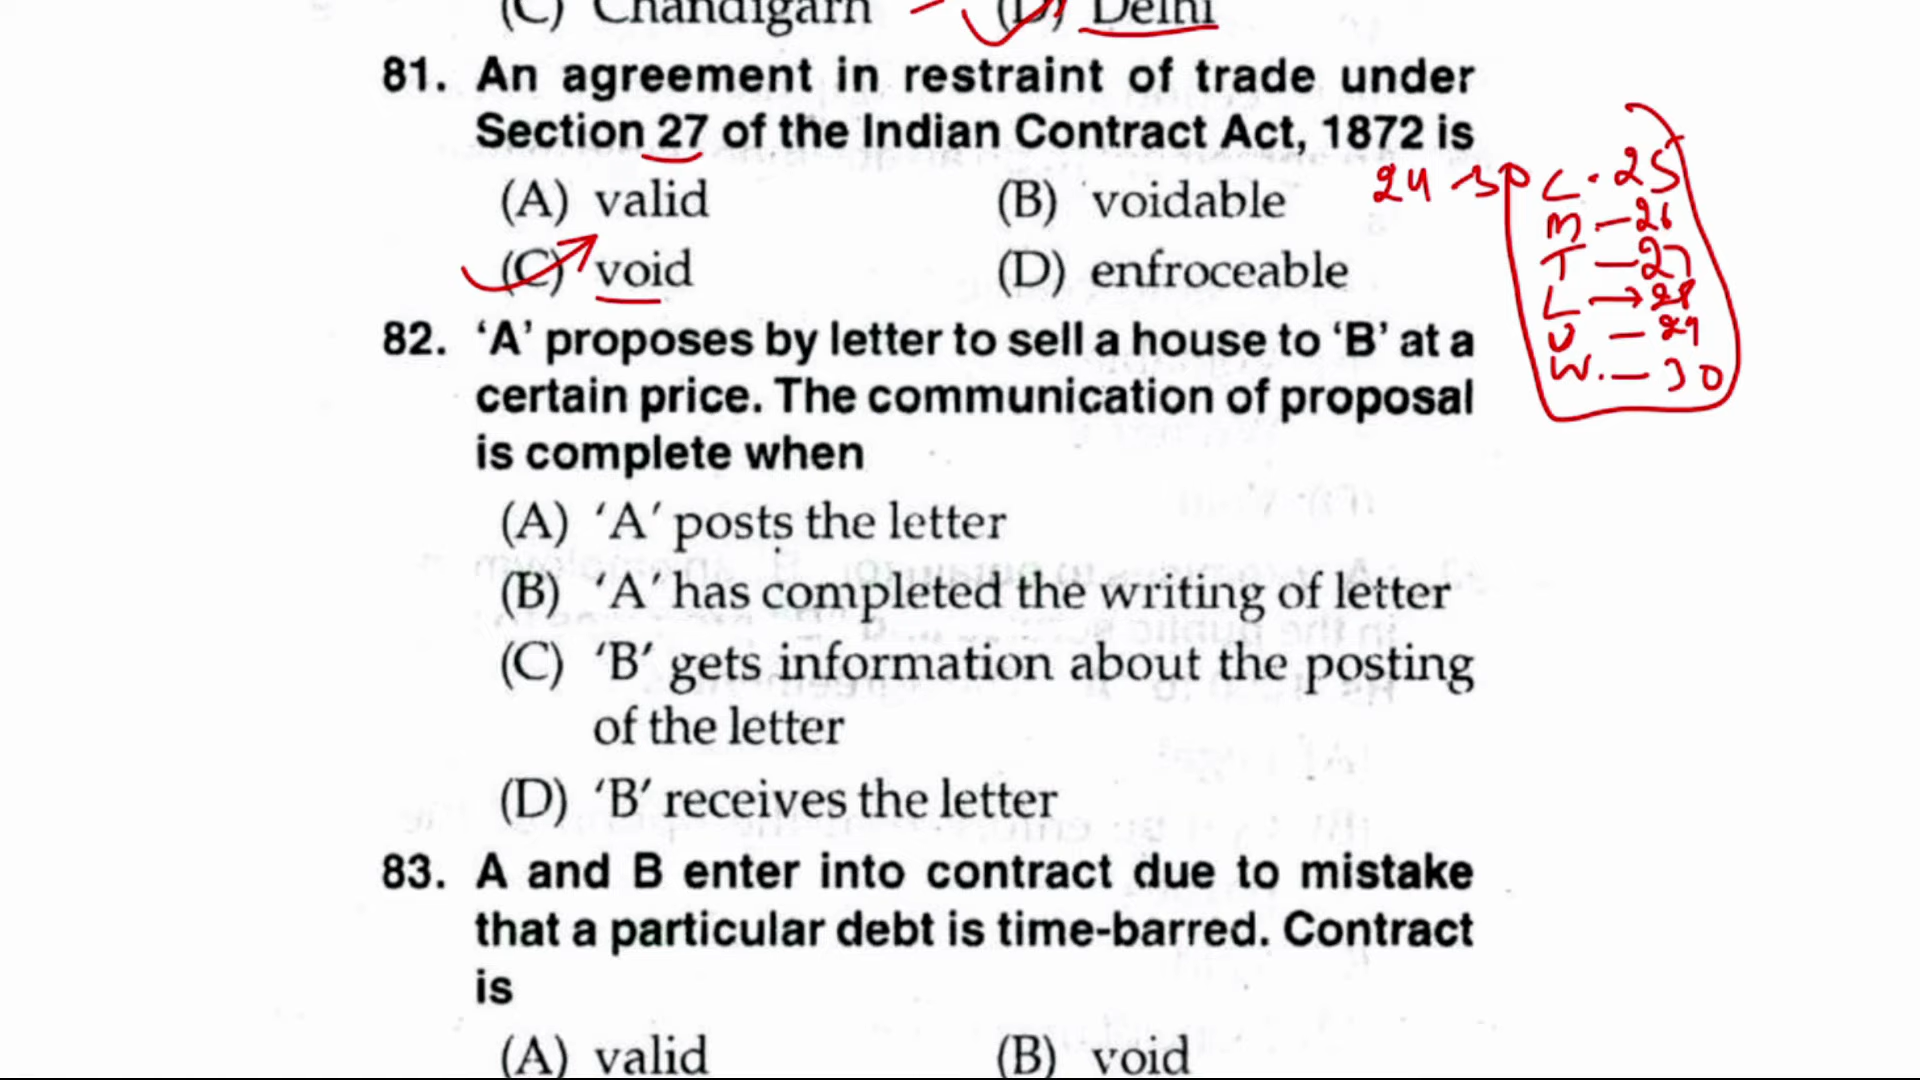 (C) Chandigarh (D) Delhi
81. An agreement in restraint of trade under
Section 27 of the Indian Contract Act, 1872 is
(A) valid (B) voidable
(C) void (D) enfroceable
24 30
C. 25
M - 26
T - 27
L → 28
U - 29
W. - 30
82. ‘A’ proposes by letter to sell a house to ‘B’ at a
certain price. The communication of proposal
is complete when
(A) ‘A’ posts the letter
(B) ‘A’ has completed the writing of letter
(C) ‘B’ gets information about the posting
of the letter
(D) ‘B’ receives the letter
83. A and B enter into contract due to mistake
that a particular debt is time-barred. Contract
is
(A) valid (B) void